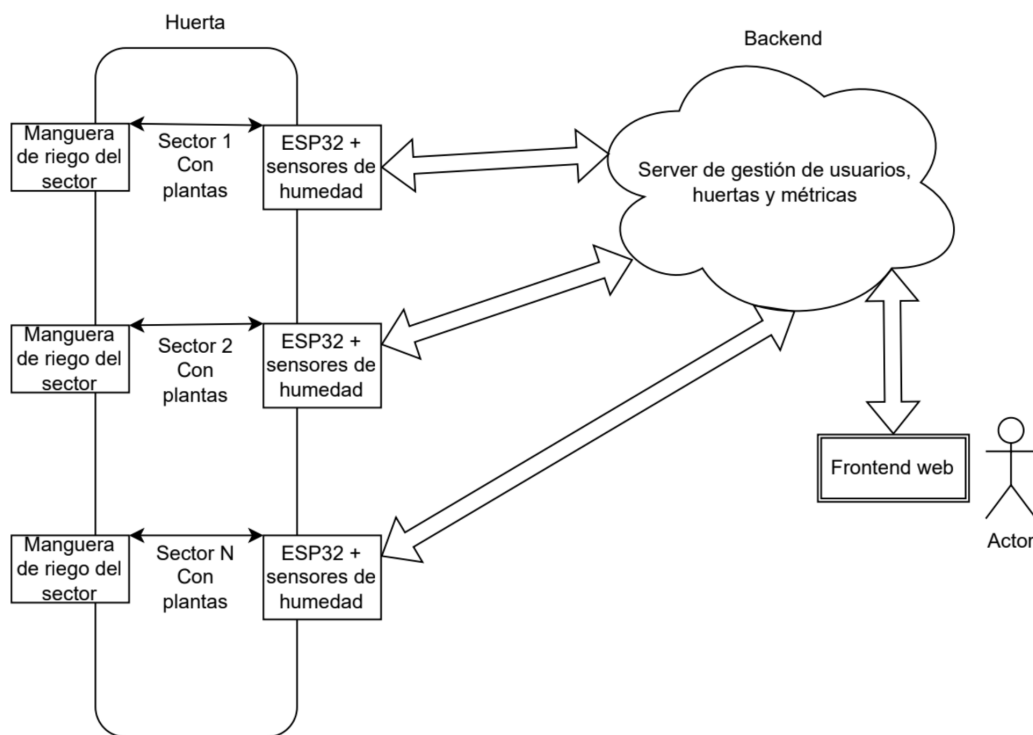 Huerta
Backend
Manguera
de riego del
sector
Sector 1
Con
plantas
ESP32 +
sensores de
humedad
Server de gestión de usuarios,
huertas y métricas
Manguera
de riego del
sector
Sector 2
Con
plantas
ESP32 +
sensores de
humedad
Frontend web
Actor
Manguera
de riego del
sector
Sector N
Con
plantas
ESP32 +
sensores de
humedad